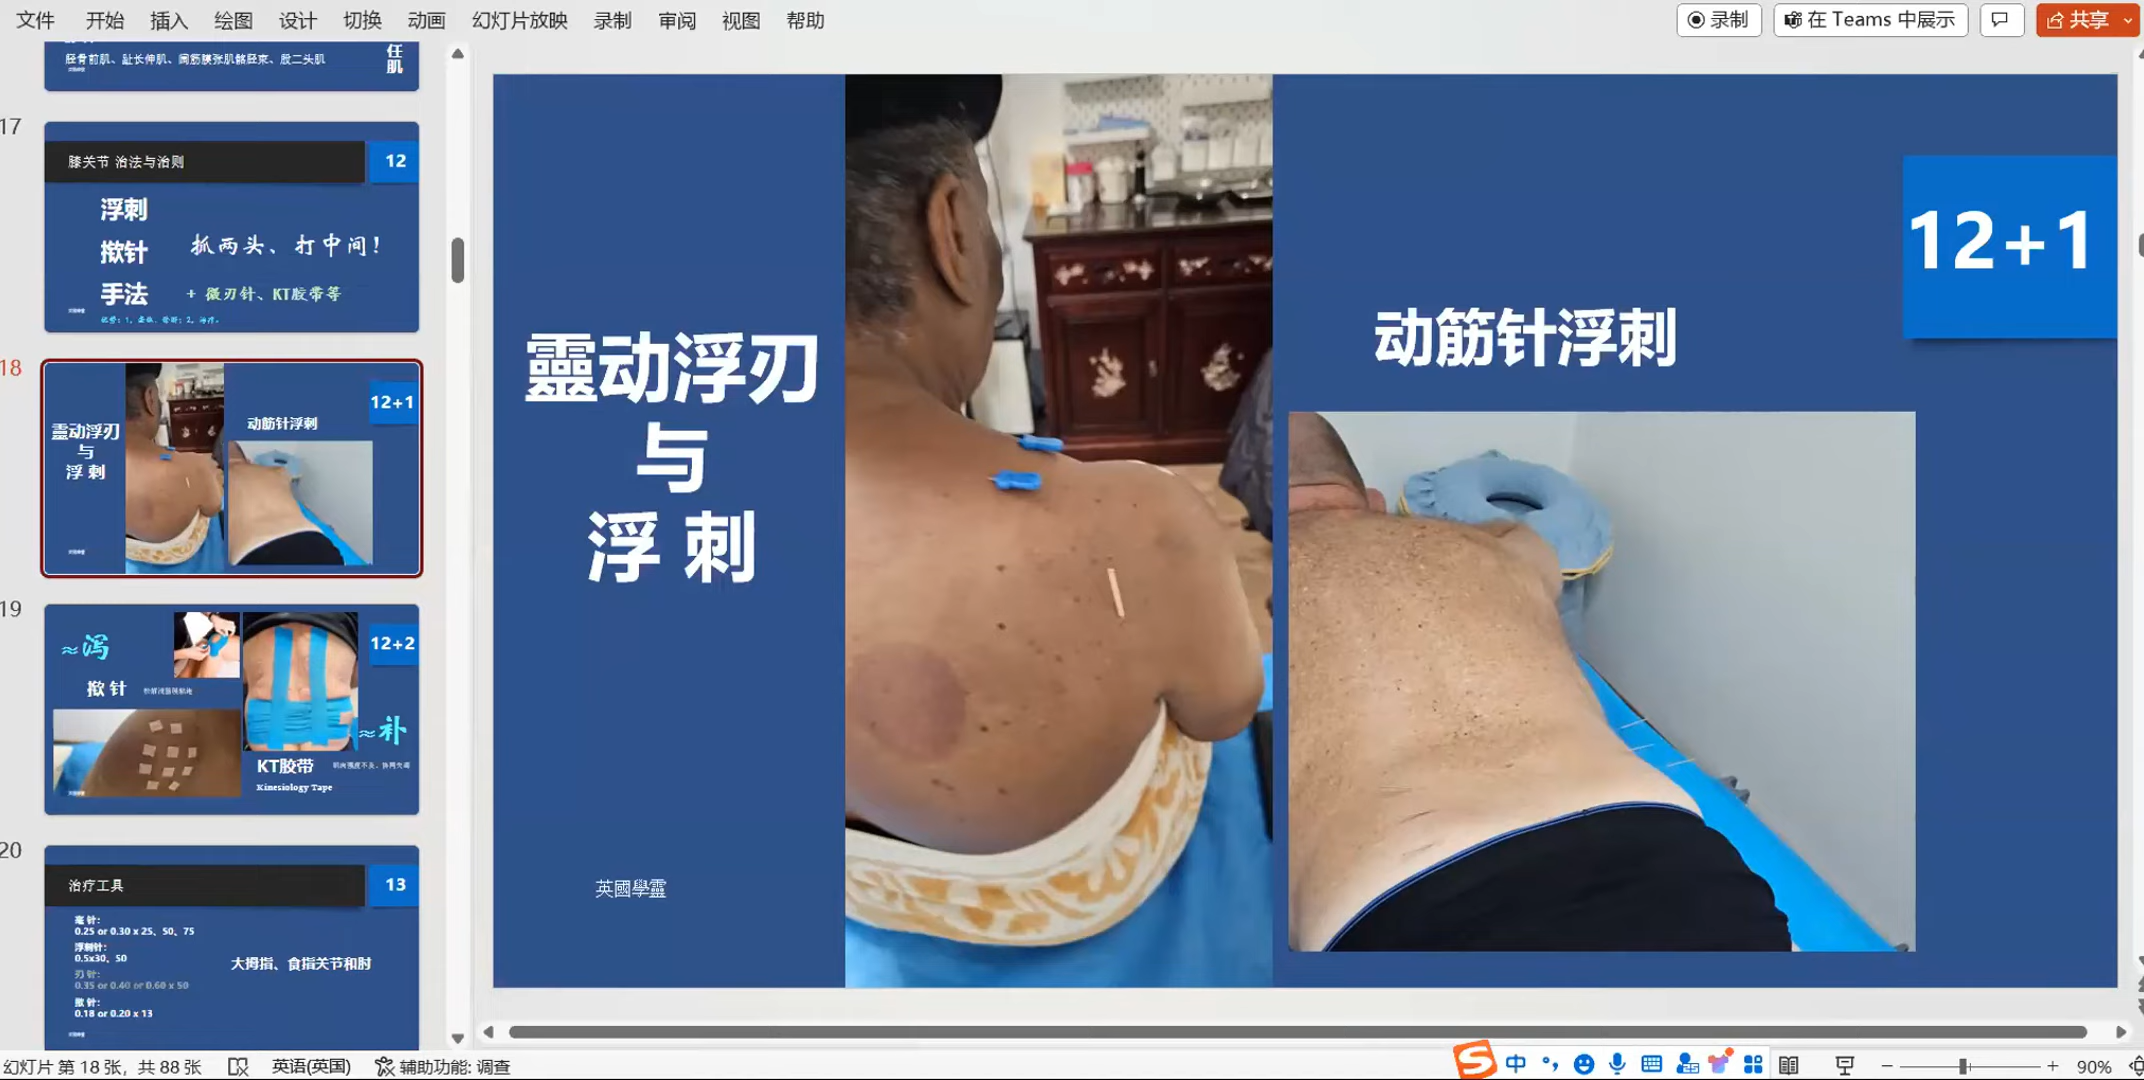 文件 开始 插入 绘图 设计 切换 动画 幻灯片放映 录制 审阅 视图 帮助
录制 在 Teams 中展示 共享
胫骨前肌、趾长伸肌、阔筋膜张肌髂胫束、股二头肌
任
肌
17
膝关节 治法与治则
12
浮刺
揿针
抓两头、打中间！
手法
+ 微刃针、KT胶带等
18
12+1
动筋针浮刺
靈动浮刃
与
浮 刺
19
≈泻
12+2
揿 针
≈补
KT胶带
Kinesiology Tape
20
治疗工具
13
毫 针：
0.25 or 0.30 x 25、50、75
浮刺针：
0.5x30、50
刃 针：
0.35 or 0.40 or 0.60 x 50
揿 针：
0.18 or 0.20 x 13
大拇指、食指关节和肘
12+1
动筋针浮刺
靈动浮刃
与
浮 刺
英國學靈
幻灯片 第 18 张，共 88 张 英语(英国) 辅助功能: 调查
中
90%